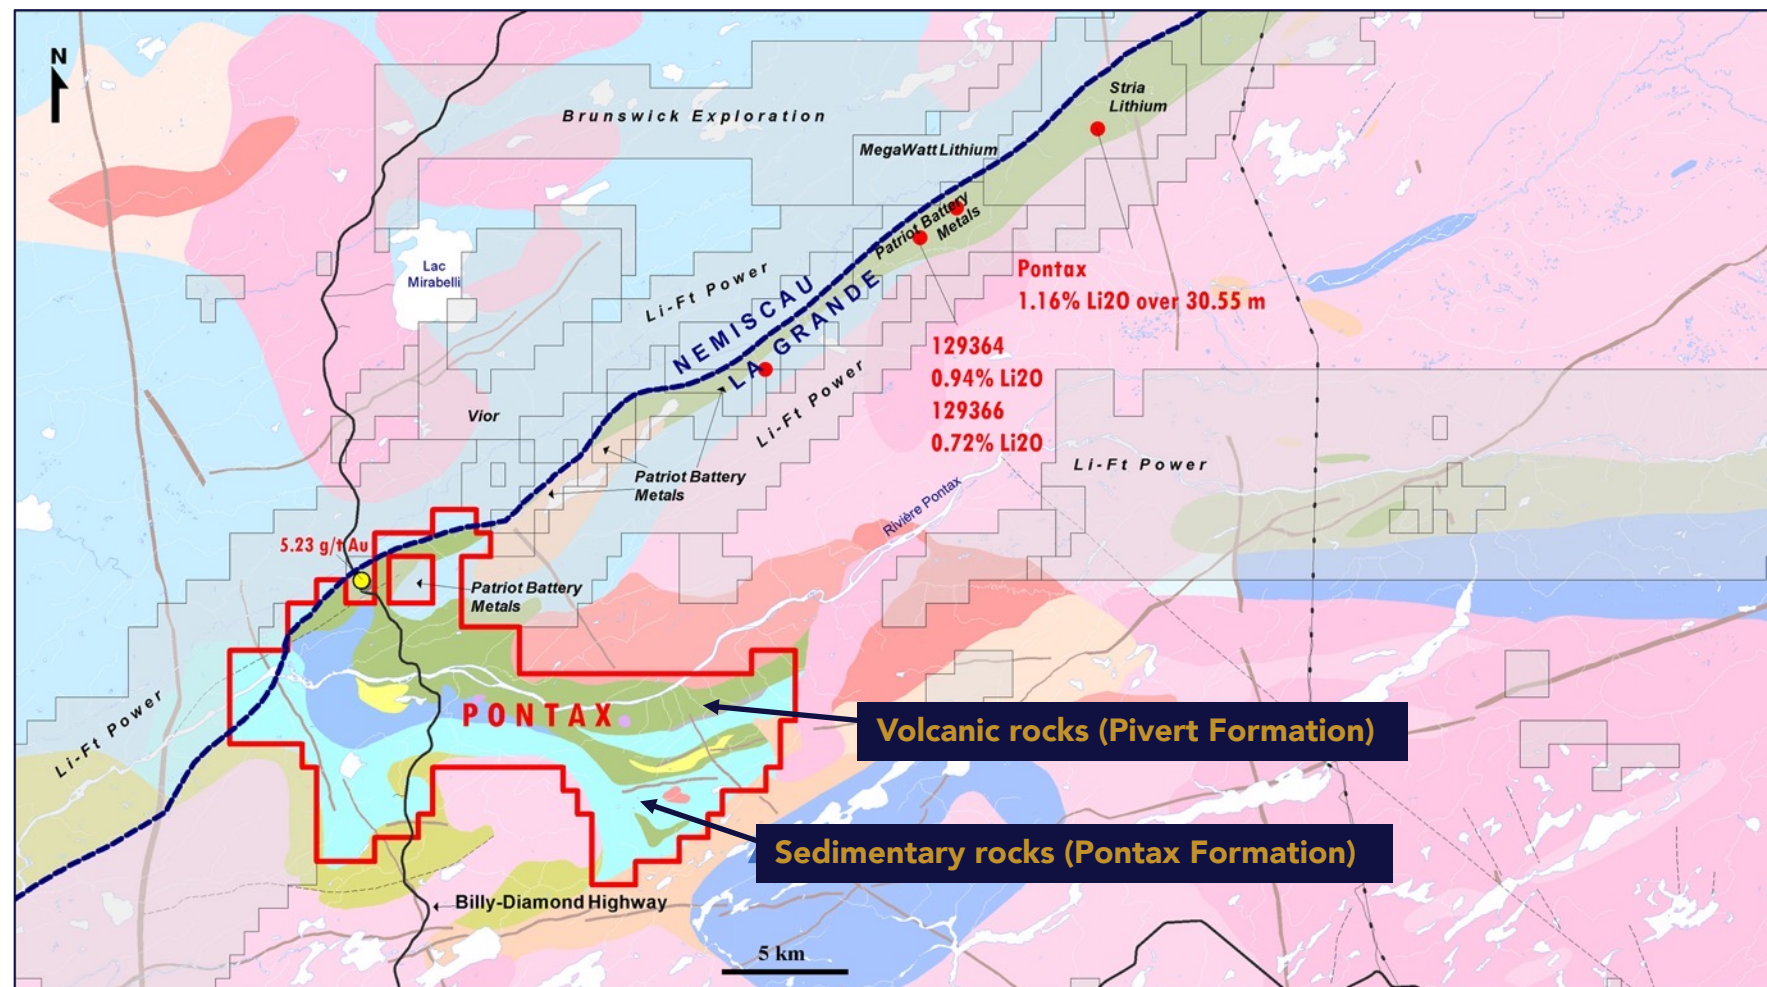 N
Stria
Lithium
Brunswick Exploration
MegaWatt Lithium
Patriot Battery
Metals
Lac
Mirabelli
Li-Ft Power
NEMISCAU
LA GRANDE
Pontax
1.16% Li2O over 30.55 m
129364
0.94% Li2O
129366
0.72% Li2O
Li-Ft Power
Vior
Li-Ft Power
Patriot Battery
Metals
Rivière Pontax
5.23 g/t Au
Patriot Battery
Metals
Li-Ft Power
PONTAX
Volcanic rocks (Pivert Formation)
Sedimentary rocks (Pontax Formation)
Billy-Diamond Highway
5 km